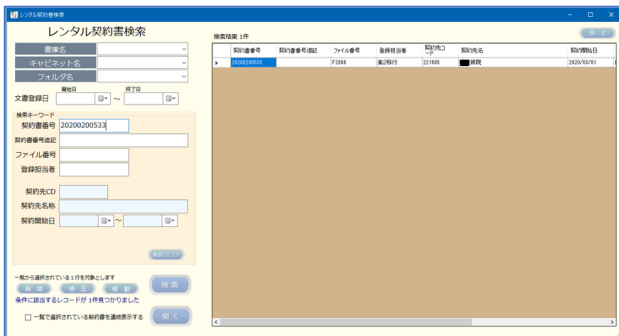 レンタル契約書検索
レンタル契約書検索
検索結果 1件
戻る
書庫名
キャビネット名
フォルダ名
開始日 終了日
文書登録日 ～
検索キーワード
契約書番号 20200200533
契約書番号追記
ファイル番号
登録担当者
契約先CD
契約先名称
契約開始日 ～
条件クリア
一覧から選択されている1行を対象とします
削除 修正 移動 検索
条件に該当するレコードが 1件見つかりました
一覧で選択されている契約書を連続表示する 開く
契約書番号 契約書番号追記 ファイル番号 登録担当者 契約先コード 契約先名 契約開始日
20200200533 F2066 東2移行 221605 病院 2020/03/01